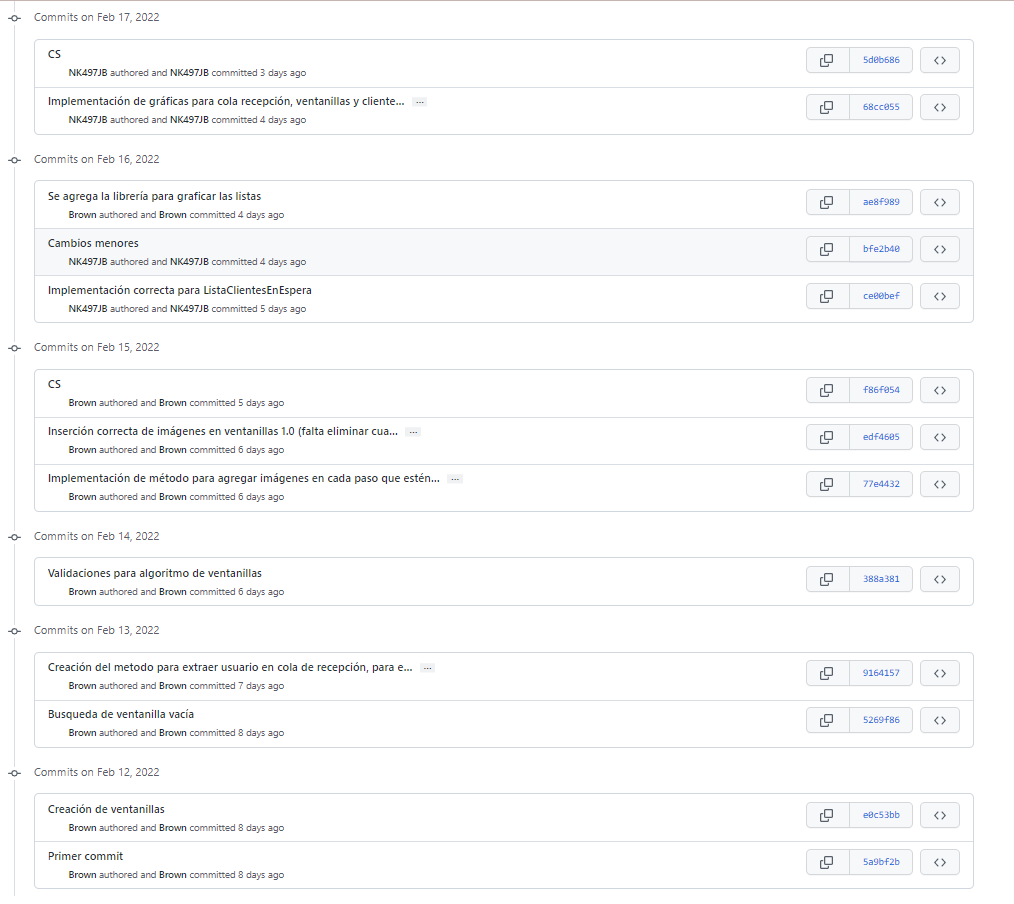 Commits on Feb 17, 2022
CS
NK497JB authored and NK497JB committed 3 days ago
5d0b686
Implementación de gráficas para cola recepción, ventanillas y cliente... ...
NK497JB authored and NK497JB committed 4 days ago
68cc055
Commits on Feb 16, 2022
Se agrega la librería para graficar las listas
Brown authored and Brown committed 4 days ago
ae8f989
Cambios menores
NK497JB authored and NK497JB committed 4 days ago
bfe2b40
Implementación correcta para ListaClientesEnEspera
NK497JB authored and NK497JB committed 5 days ago
ce00bef
Commits on Feb 15, 2022
CS
Brown authored and Brown committed 5 days ago
f86f054
Inserción correcta de imágenes en ventanillas 1.0 (falta eliminar cua... ...
Brown authored and Brown committed 6 days ago
edf4605
Implementación de método para agregar imágenes en cada paso que estén... ...
Brown authored and Brown committed 6 days ago
77e4432
Commits on Feb 14, 2022
Validaciones para algoritmo de ventanillas
Brown authored and Brown committed 6 days ago
388a381
Commits on Feb 13, 2022
Creación del metodo para extraer usuario en cola de recepción, para e... ...
Brown authored and Brown committed 7 days ago
9164157
Busqueda de ventanilla vacía
Brown authored and Brown committed 8 days ago
5269f86
Commits on Feb 12, 2022
Creación de ventanillas
Brown authored and Brown committed 8 days ago
e0c53bb
Primer commit
Brown authored and Brown committed 8 days ago
5a9bf2b